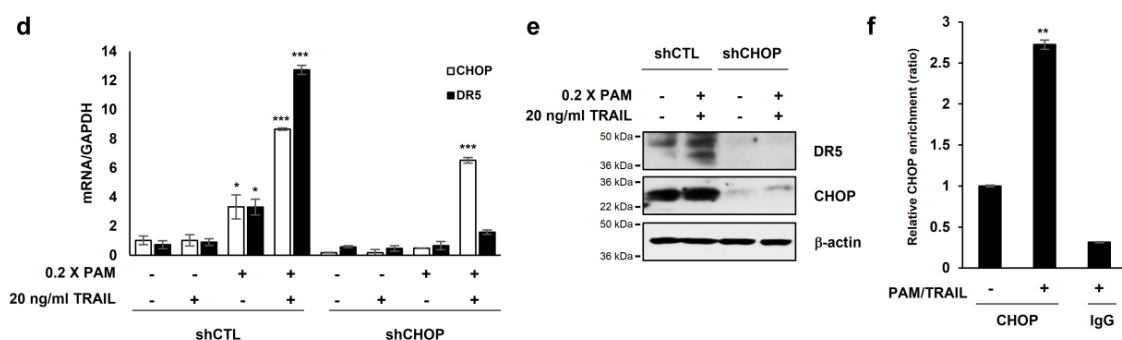 d
14
12
10
8
6
4
2
0
mRNA/GAPDH
CHOP
DR5
* * *** *** ***
0.2 X PAM - - + + - - + +
20 ng/ml TRAIL - + - + - + - +
shCTL shCHOP
e
shCTL shCHOP
0.2 X PAM - + - +
20 ng/ml TRAIL - + - +
50 kDa
36 kDa
DR5
36 kDa
22 kDa
CHOP
50 kDa
36 kDa
β-actin
f
3
2.5
2
1.5
1
0.5
0
Relative CHOP enrichment (ratio)
**
PAM/TRAIL - + +
CHOP IgG